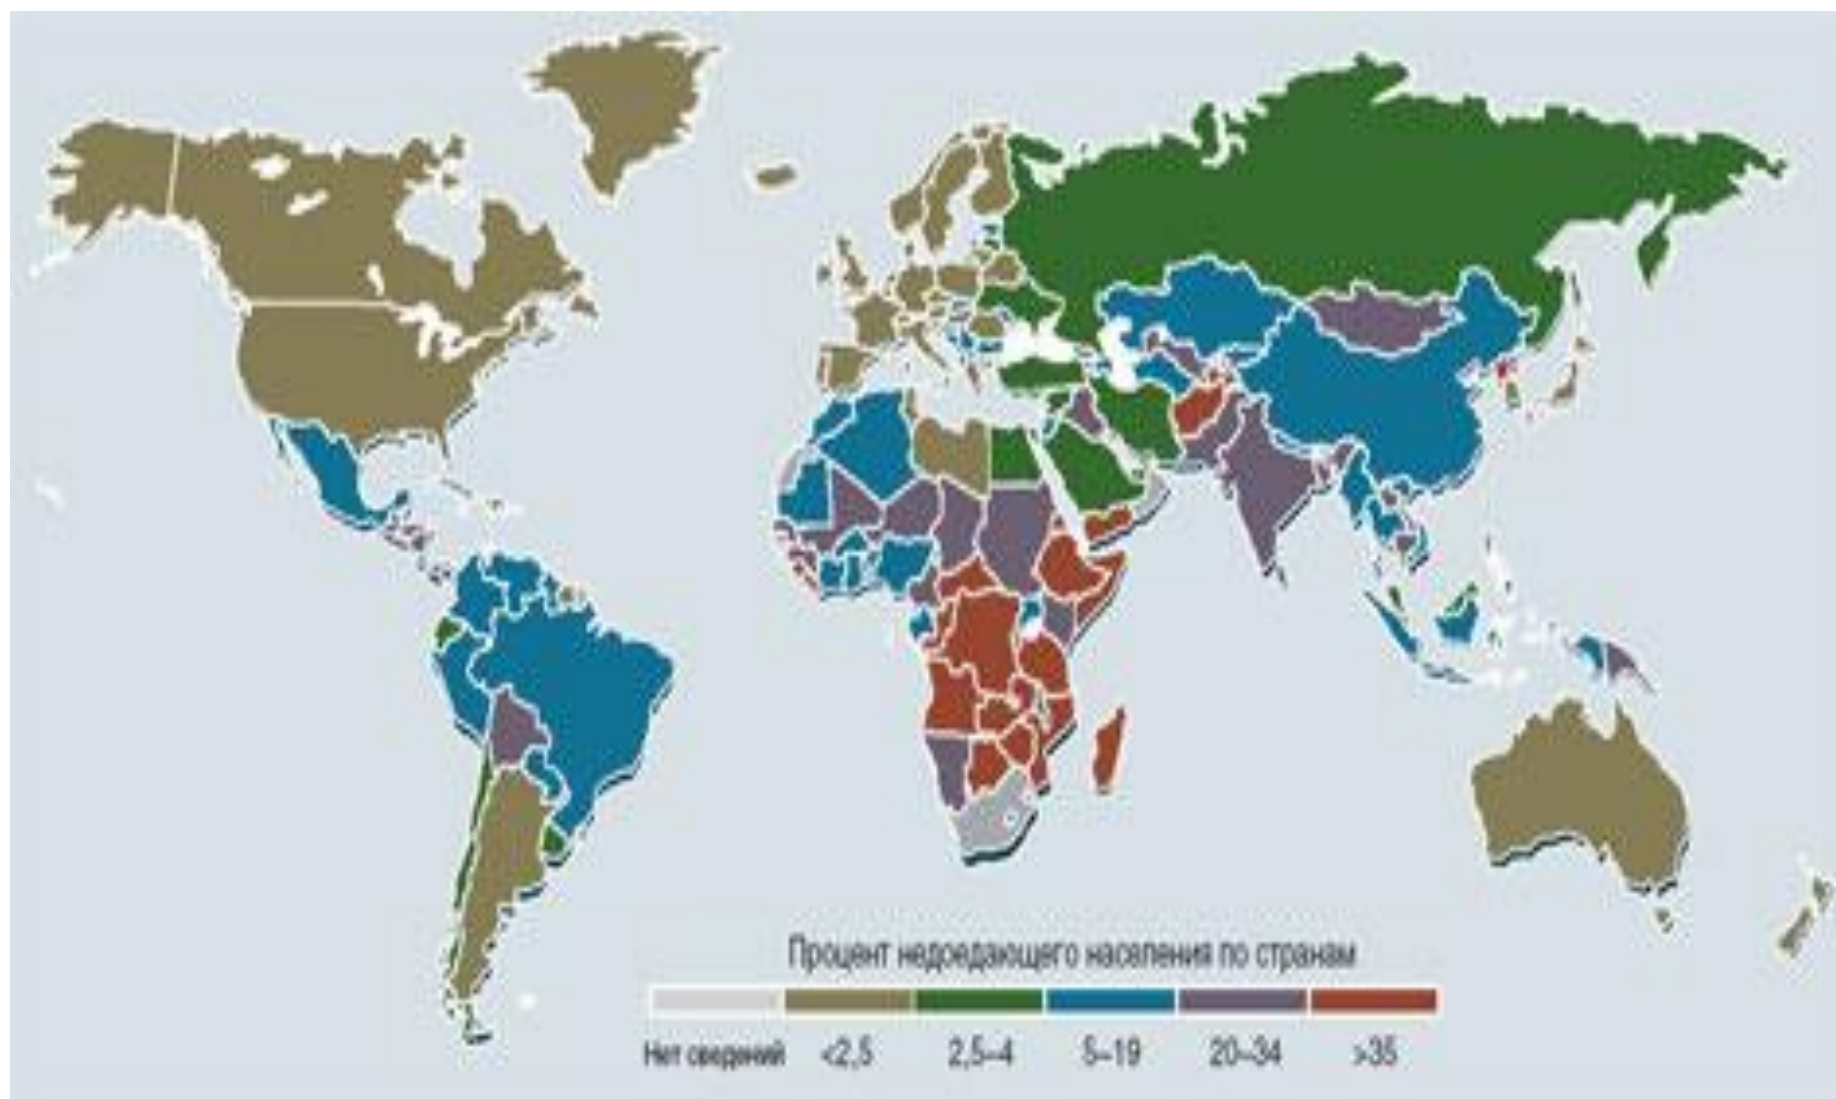 Процент недоедающего населения по странам
Нет сведений <2,5 2,5–4 5–19 20–34 >35